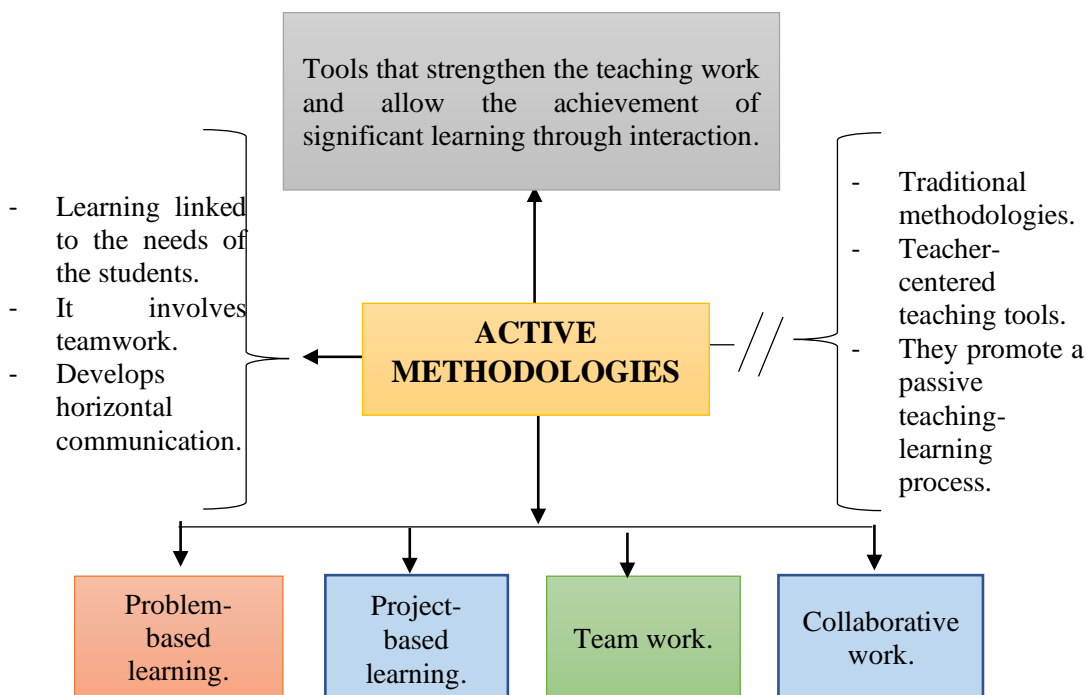 Tools that strengthen the teaching work
and allow the achievement of
significant learning through interaction.
- Learning linked
to the needs of
the students.
- It involves
teamwork.
- Develops
horizontal
communication.
ACTIVE
METHODOLOGIES
- Traditional
methodologies.
- Teacher-
centered
teaching tools.
- They promote a
passive
teaching-
learning
process.
Problem-
based
learning.
Project-
based
learning.
Team work.
Collaborative
work.